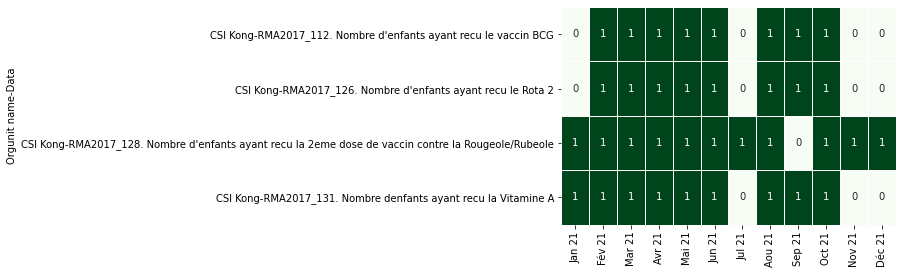 Orgunit name-Data
CSI Kong-RMA2017_112. Nombre d'enfants ayant recu le vaccin BCG 0 1 1 1 1 1 0 1 1 1 0 0
CSI Kong-RMA2017_126. Nombre d'enfants ayant recu le Rota 2 0 1 1 1 1 1 0 1 1 1 0 0
CSI Kong-RMA2017_128. Nombre d'enfants ayant recu la 2eme dose de vaccin contre la Rougeole/Rubeole 1 1 1 1 1 1 1 1 0 1 1 1
CSI Kong-RMA2017_131. Nombre denfants ayant recu la Vitamine A 1 1 1 1 1 1 0 1 1 1 0 0
Jan 21 Fév 21 Mar 21 Avr 21 Mai 21 Jun 21 Jul 21 Aou 21 Sep 21 Oct 21 Nov 21 Déc 21